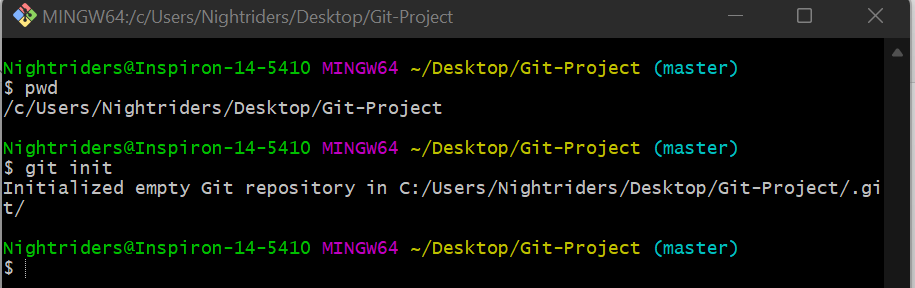 MINGW64:/c/Users/Nightriders/Desktop/Git-Project
Nightriders@Inspiron-14-5410 MINGW64 ~/Desktop/Git-Project (master)
$ pwd
/c/Users/Nightriders/Desktop/Git-Project
Nightriders@Inspiron-14-5410 MINGW64 ~/Desktop/Git-Project (master)
$ git init
Initialized empty Git repository in C:/Users/Nightriders/Desktop/Git-Project/.gi
t/
Nightriders@Inspiron-14-5410 MINGW64 ~/Desktop/Git-Project (master)
$